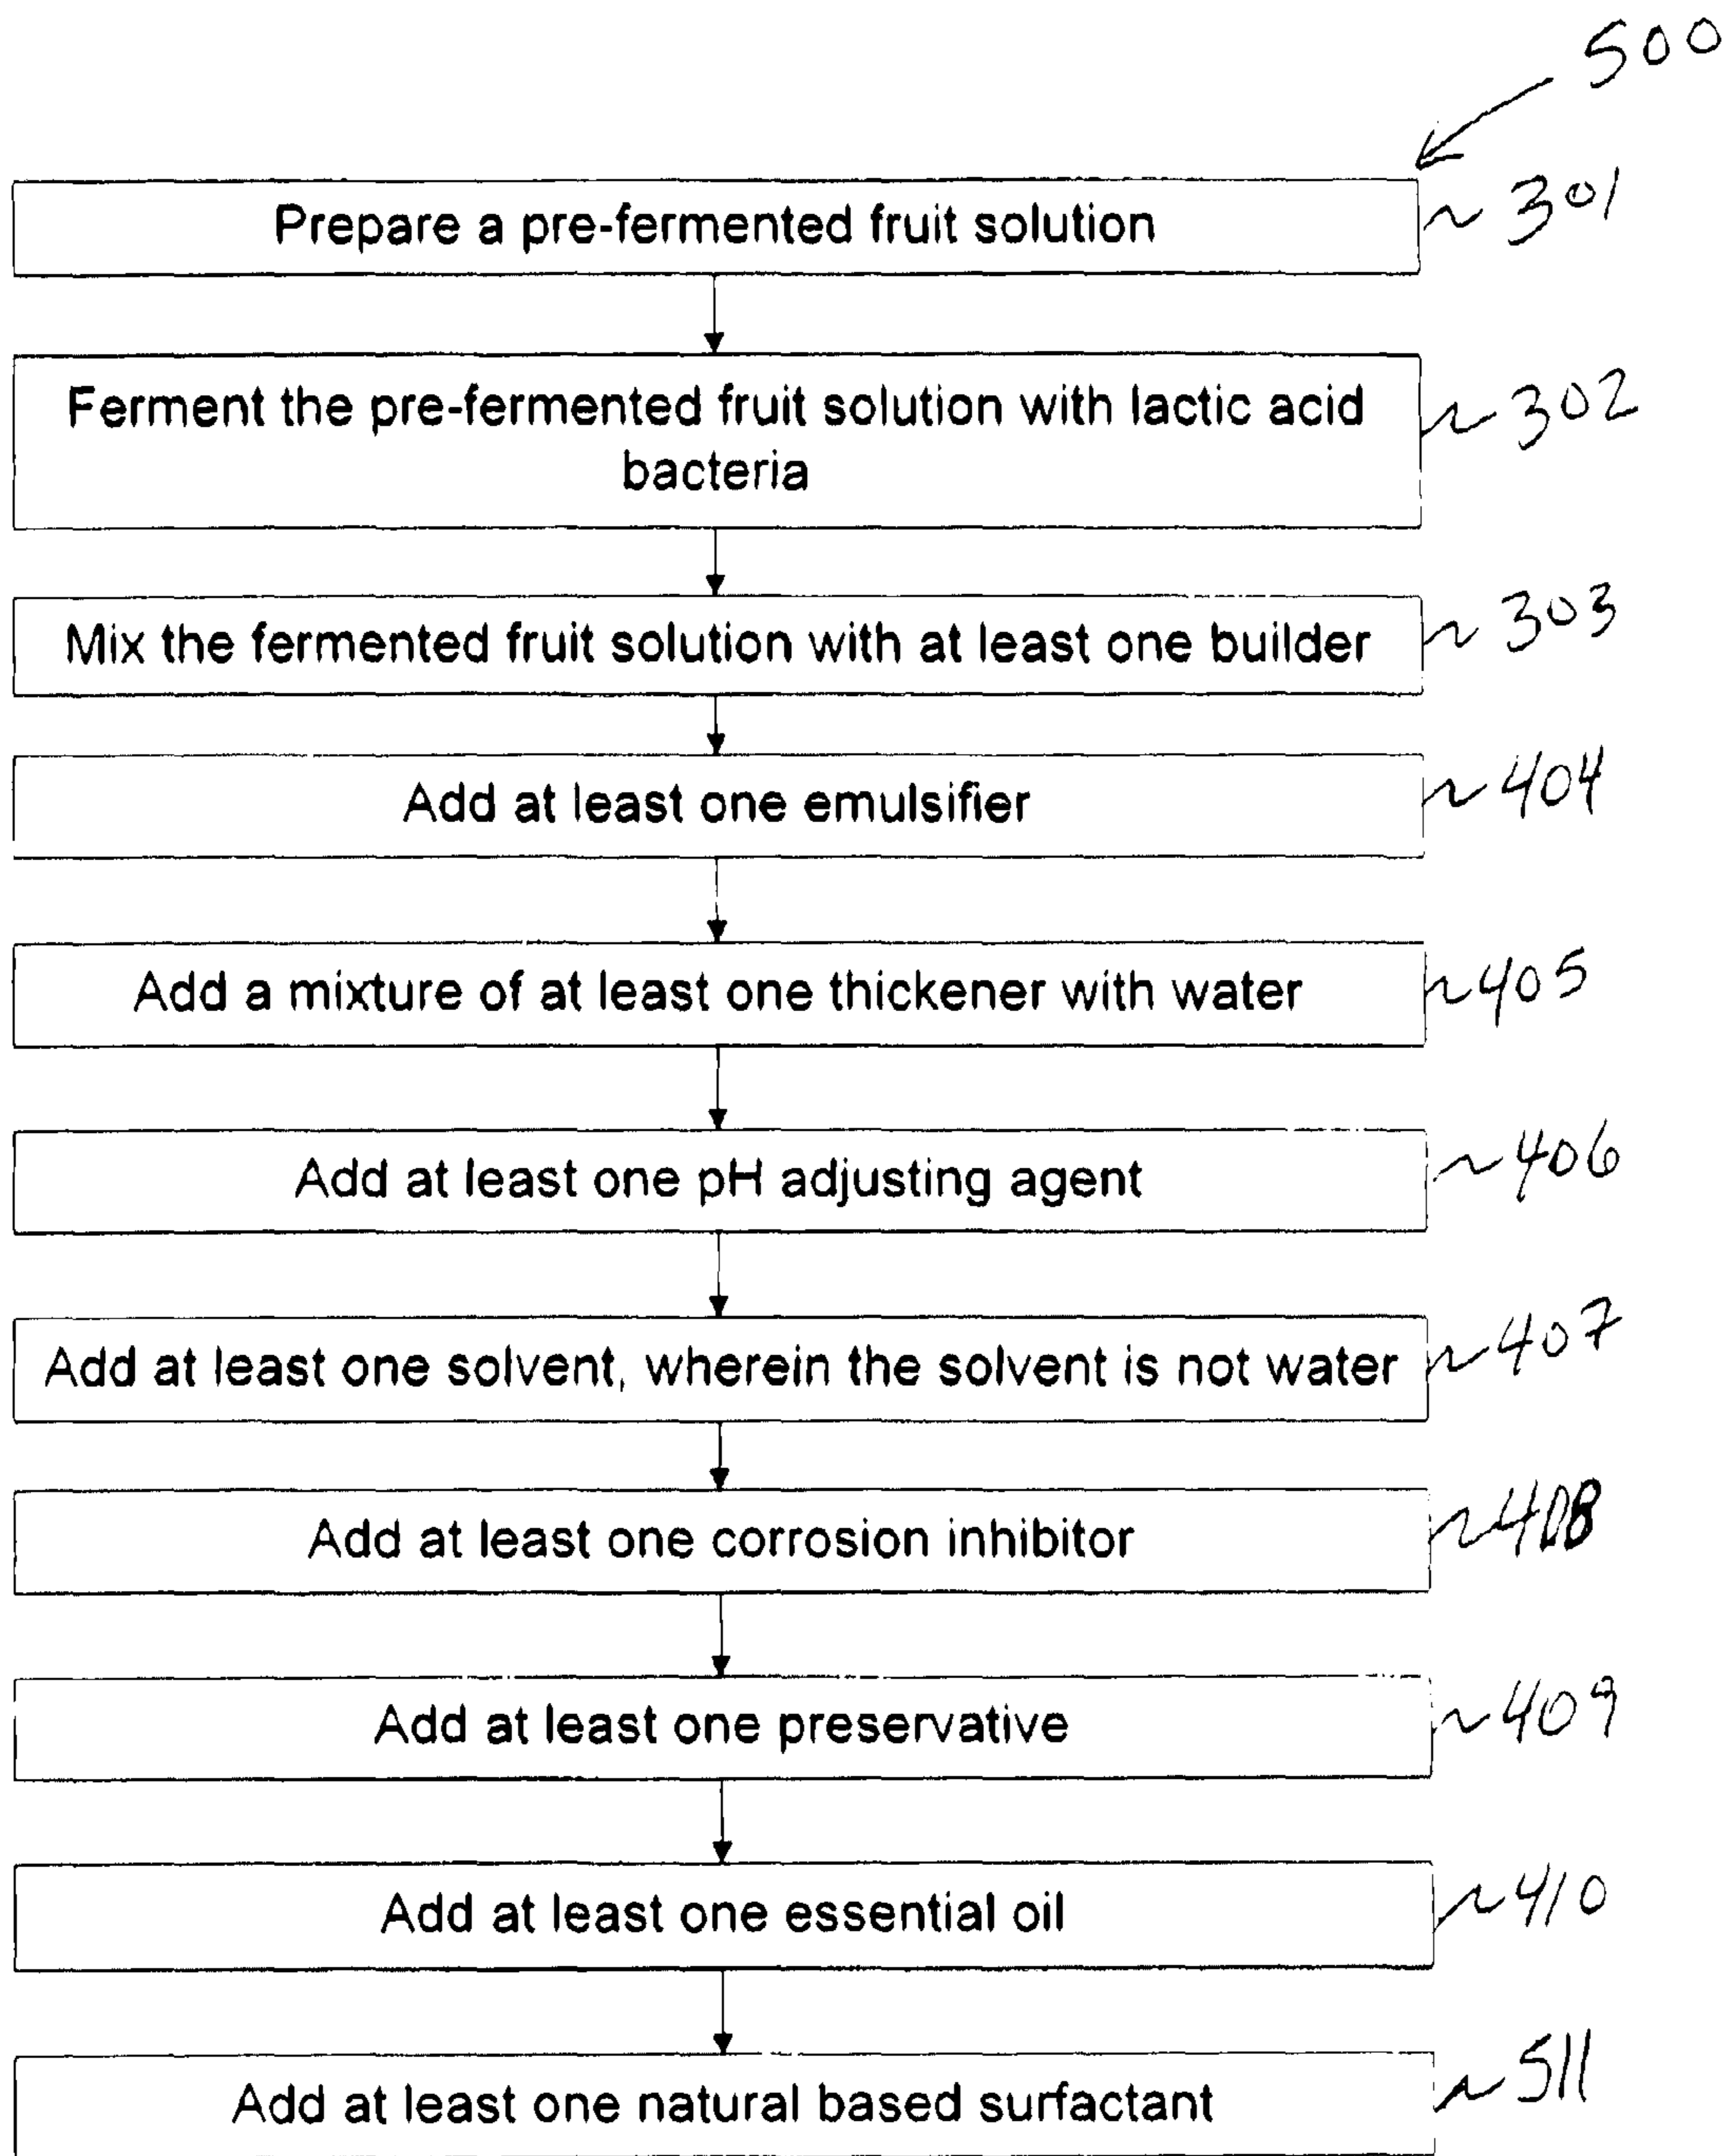 500
Prepare a pre-fermented fruit solution ~ 301
Ferment the pre-fermented fruit solution with lactic acid
bacteria
~ 302
Mix the fermented fruit solution with at least one builder ~ 303
Add at least one emulsifier ~ 404
Add a mixture of at least one thickener with water ~ 405
Add at least one pH adjusting agent ~ 406
Add at least one solvent, wherein the solvent is not water ~ 407
Add at least one corrosion inhibitor ~ 408
Add at least one preservative ~ 409
Add at least one essential oil ~ 410
Add at least one natural based surfactant ~ 511